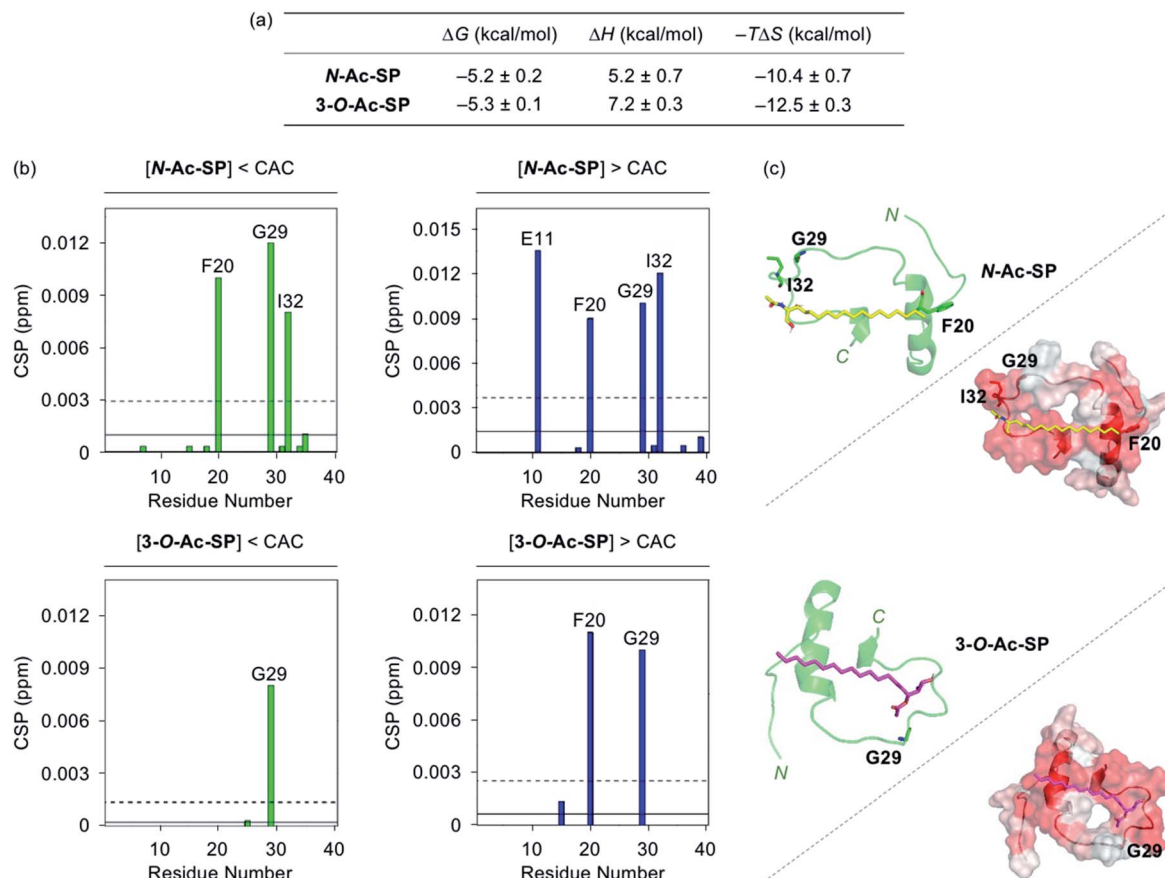 (a)
ΔG (kcal/mol) ΔH (kcal/mol) –TΔS (kcal/mol)
N-Ac-SP –5.2 ± 0.2 5.2 ± 0.7 –10.4 ± 0.7
3-O-Ac-SP –5.3 ± 0.1 7.2 ± 0.3 –12.5 ± 0.3
(b)
[N-Ac-SP] < CAC
CSP (ppm)
0.012
0.009
0.006
0.003
0
F20
G29
I32
0 10 20 30 40
Residue Number
[N-Ac-SP] > CAC
CSP (ppm)
0.015
0.012
0.009
0.006
0.003
0
E11
F20
G29
I32
0 10 20 30 40
Residue Number
[3-O-Ac-SP] < CAC
CSP (ppm)
0.012
0.009
0.006
0.003
0
G29
0 10 20 30 40
Residue Number
[3-O-Ac-SP] > CAC
CSP (ppm)
0.012
0.009
0.006
0.003
0
F20
G29
0 10 20 30 40
Residue Number
(c)
N
G29
I32
N-Ac-SP
F20
C
G29
I32
F20
C
3-O-Ac-SP
G29
N
G29